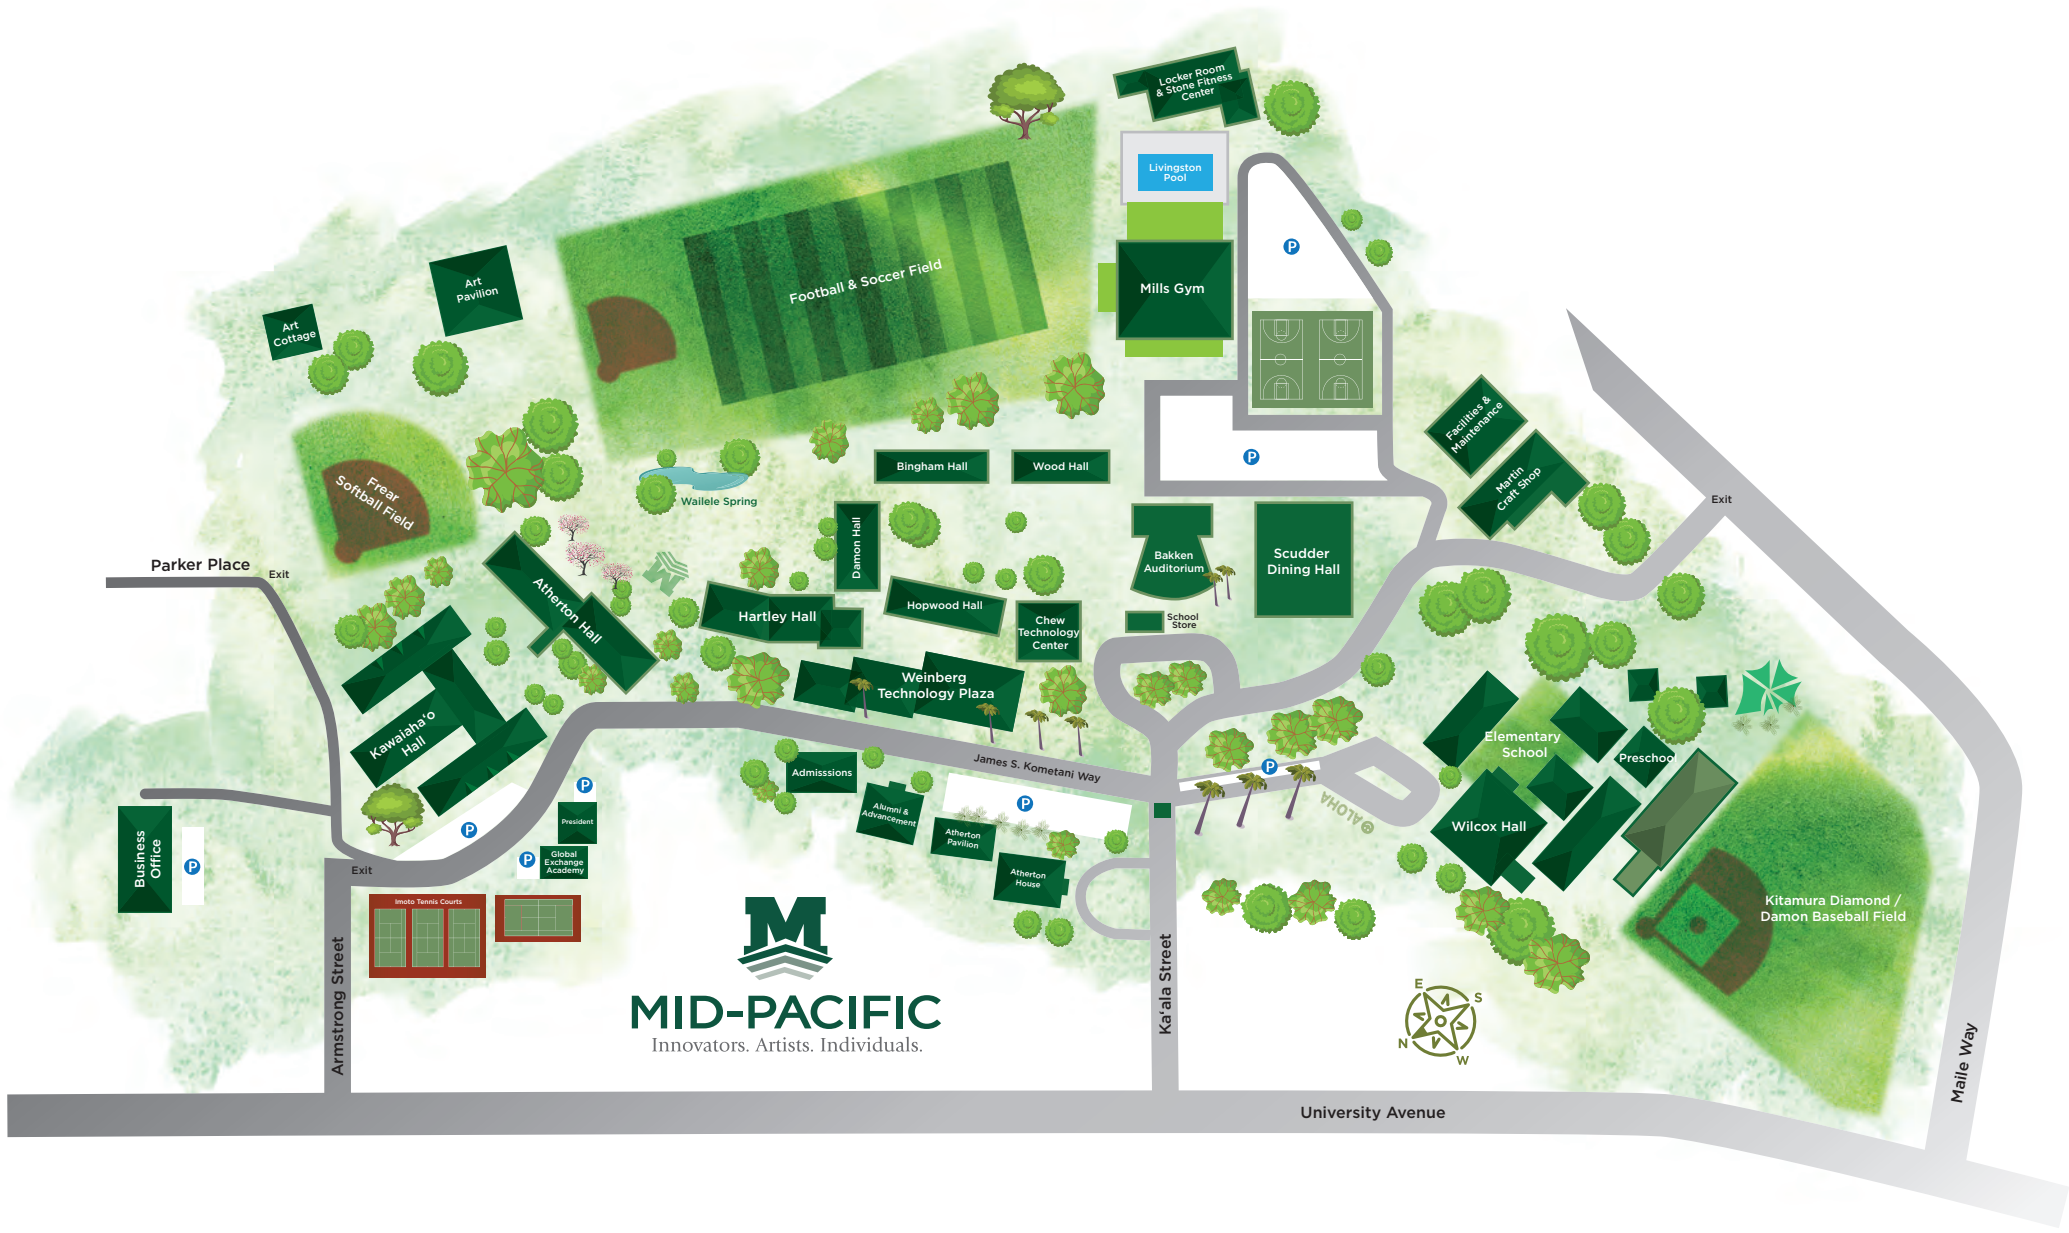 Locker Room
& Stone Fitness
Center
Livingston
Pool
P
Art
Pavilion
Football & Soccer Field
Mills Gym
Art
Cottage
Facilities &
Maintenance
Bingham Hall
Wood Hall
P
Martin
Craft Shop
Frear
Softball Field
Wailele Spring
Exit
Damon Hall
Bakken
Auditorium
Scudder
Dining Hall
Parker Place
Exit
Atherton Hall
Hartley Hall
Hopwood Hall
Chew
Technology
Center
School
Store
Weinberg
Technology Plaza
Kawaiaha‘o
Hall
Elementary
School
Preschool
James S. Kometani Way
P
Admisssions
P
Alumni &
Advancement
P
ALOHA
President
P
Atherton
Pavilion
Wilcox Hall
Business
Office
P
P
Global
Exchange
Academy
Exit
Atherton
House
Imoto Tennis Courts
Kitamura Diamond /
Damon Baseball Field
M
MID-PACIFIC
Innovators. Artists. Individuals.
Armstrong Street
Ka‘ala Street
E
S
N
W
Maile Way
University Avenue